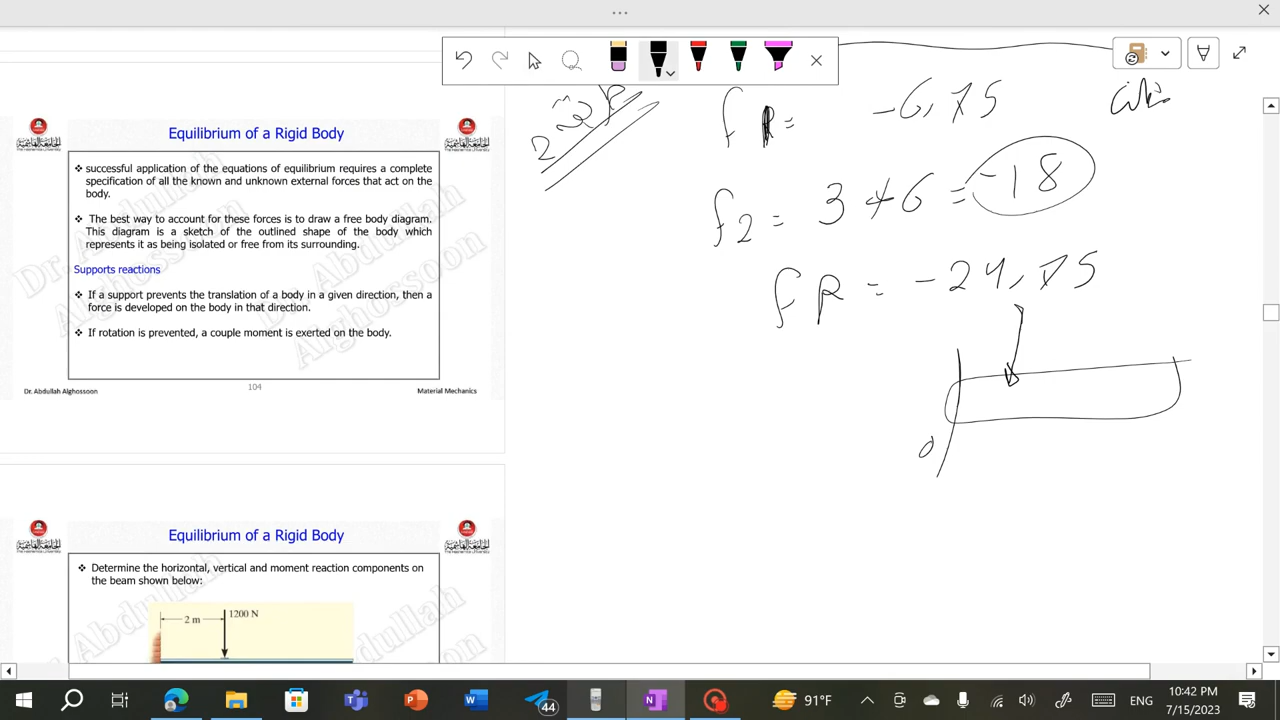 Equilibrium of a Rigid Body
❖ successful application of the equations of equilibrium requires a complete
specification of all the known and unknown external forces that act on the
body.
❖ The best way to account for these forces is to draw a free body diagram.
This diagram is a sketch of the outlined shape of the body which
represents it as being isolated or free from its surrounding.
Supports reactions
❖ If a support prevents the translation of a body in a given direction, then a
force is developed on the body in that direction.
❖ If rotation is prevented, a couple moment is exerted on the body.
Dr. Abdullah Alghossoon
104
Material Mechanics
Equilibrium of a Rigid Body
❖ Determine the horizontal, vertical and moment reaction components on
the beam shown below:
2 m
1200 N
fR = -6,75
f2 = 3 * 6 = -18
fR = -24,75
0
44
91°F
ENG
10:42 PM
7/15/2023